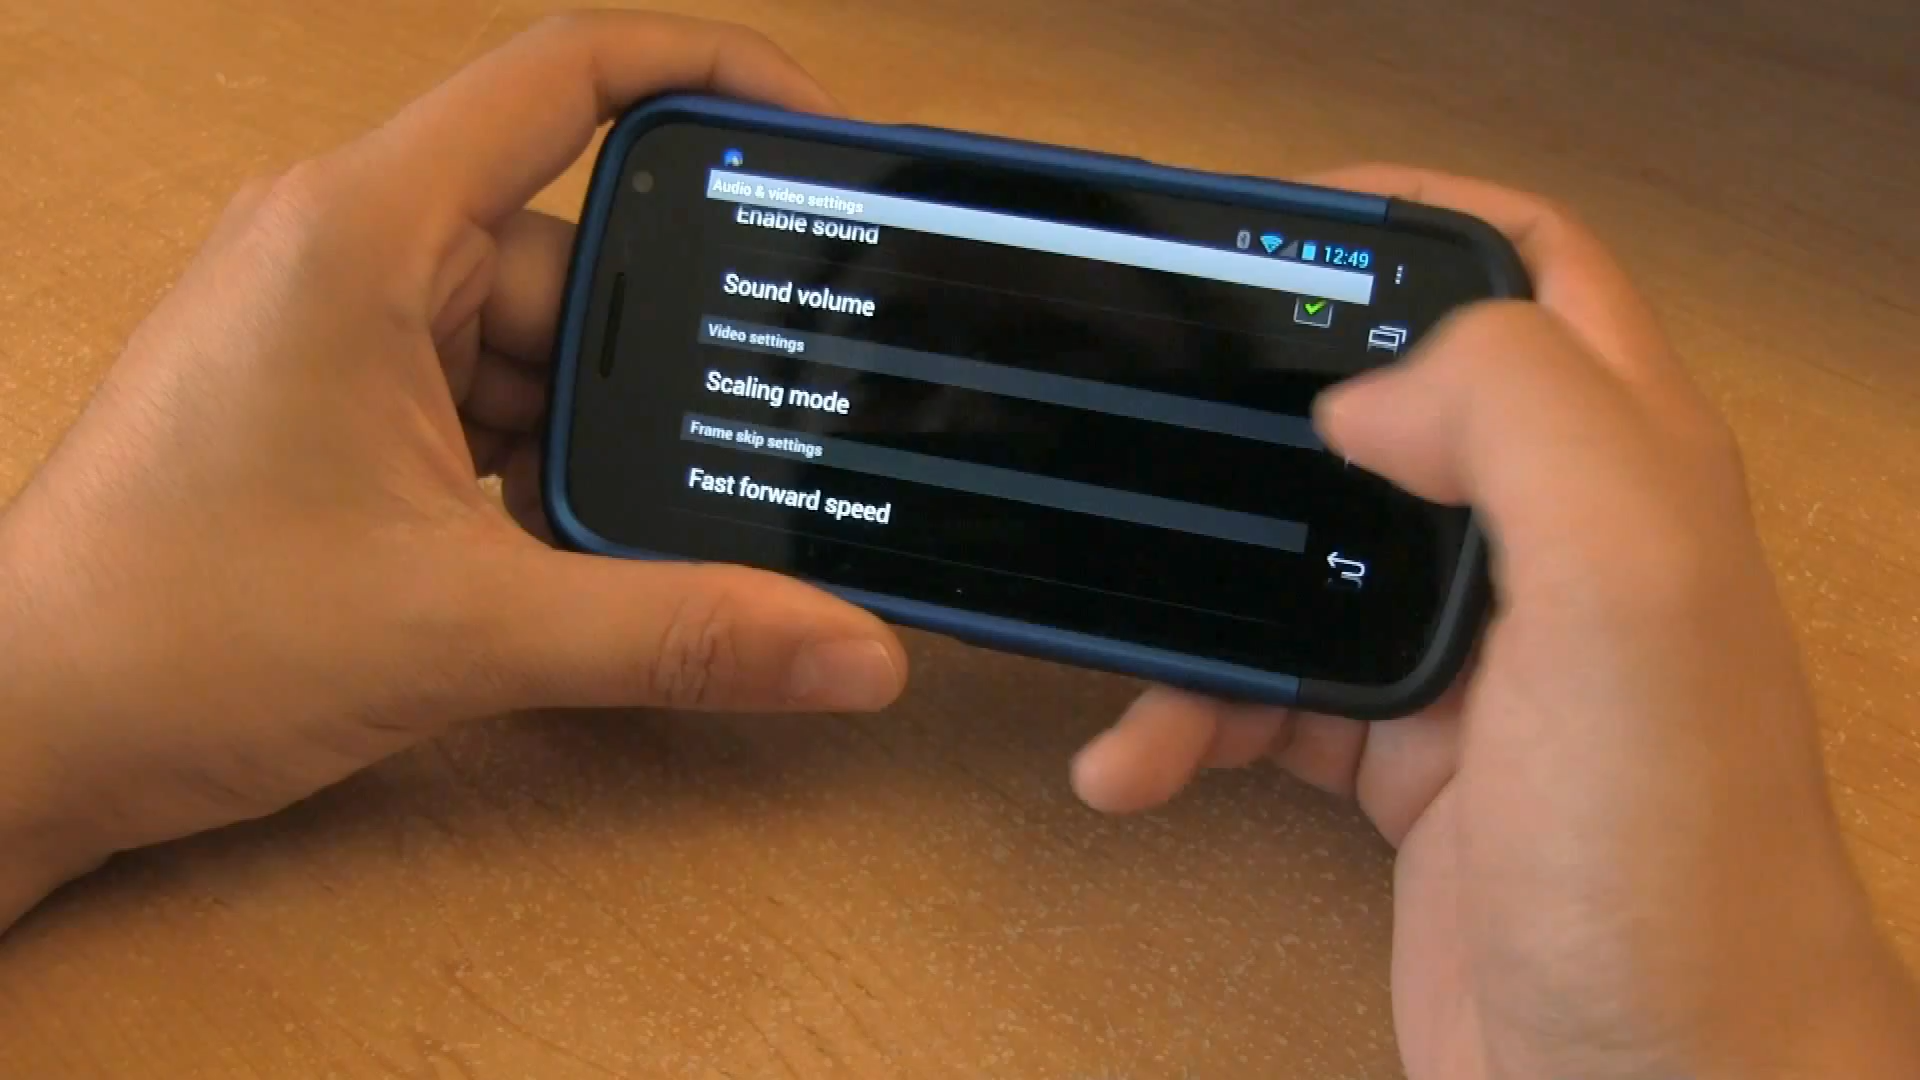 Audio & video settings
12:49
Enable sound
Sound volume
Video settings
Scaling mode
Frame skip settings
Fast forward speed